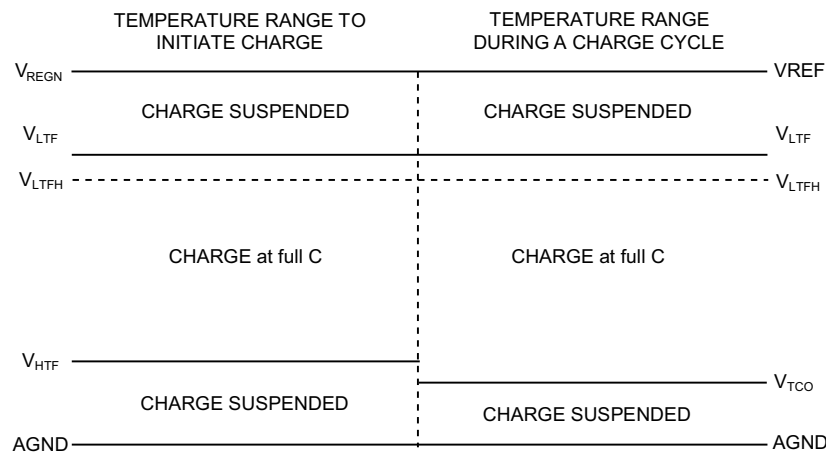 TEMPERATURE RANGE TO
INITIATE CHARGE
TEMPERATURE RANGE
DURING A CHARGE CYCLE
VREGN
VREF
CHARGE SUSPENDED
CHARGE SUSPENDED
VLTF
VLTF
VLTFH
VLTFH
CHARGE at full C
CHARGE at full C
VHTF
VTCO
CHARGE SUSPENDED
CHARGE SUSPENDED
AGND
AGND